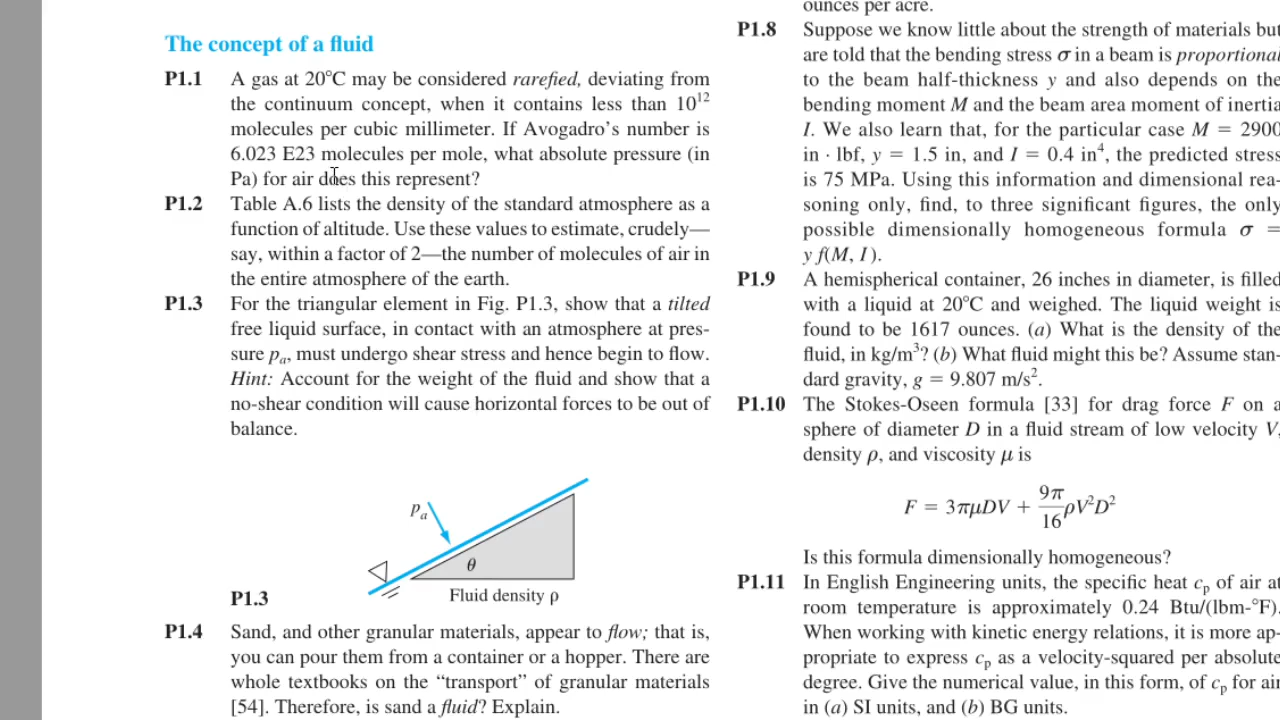 The concept of a fluid
P1.1 A gas at 20°C may be considered rarefied, deviating from
the continuum concept, when it contains less than 10¹²
molecules per cubic millimeter. If Avogadro’s number is
6.023 E23 molecules per mole, what absolute pressure (in
Pa) for air does this represent?
P1.2 Table A.6 lists the density of the standard atmosphere as a
function of altitude. Use these values to estimate, crudely—
say, within a factor of 2—the number of molecules of air in
the entire atmosphere of the earth.
P1.3 For the triangular element in Fig. P1.3, show that a tilted
free liquid surface, in contact with an atmosphere at pres-
sure pₐ, must undergo shear stress and hence begin to flow.
Hint: Account for the weight of the fluid and show that a
no-shear condition will cause horizontal forces to be out of
balance.
pₐ
θ
Fluid density ρ
P1.3
P1.4 Sand, and other granular materials, appear to flow; that is,
you can pour them from a container or a hopper. There are
whole textbooks on the “transport” of granular materials
[54]. Therefore, is sand a fluid? Explain.
ounces per acre.
P1.8 Suppose we know little about the strength of materials but
are told that the bending stress σ in a beam is proportional
to the beam half-thickness y and also depends on the
bending moment M and the beam area moment of inertia
I. We also learn that, for the particular case M = 2900
in · lbf, y = 1.5 in, and I = 0.4 in⁴, the predicted stress
is 75 MPa. Using this information and dimensional rea-
soning only, find, to three significant figures, the only
possible dimensionally homogeneous formula σ =
y f(M, I).
P1.9 A hemispherical container, 26 inches in diameter, is filled
with a liquid at 20°C and weighed. The liquid weight is
found to be 1617 ounces. (a) What is the density of the
fluid, in kg/m³? (b) What fluid might this be? Assume stan-
dard gravity, g = 9.807 m/s².
P1.10 The Stokes-Oseen formula [33] for drag force F on a
sphere of diameter D in a fluid stream of low velocity V,
density ρ, and viscosity μ is
F = 3πμDV + 9π/16 ρV²D²
Is this formula dimensionally homogeneous?
P1.11 In English Engineering units, the specific heat cₚ of air at
room temperature is approximately 0.24 Btu/(lbm-°F).
When working with kinetic energy relations, it is more ap-
propriate to express cₚ as a velocity-squared per absolute
degree. Give the numerical value, in this form, of cₚ for air
in (a) SI units, and (b) BG units.